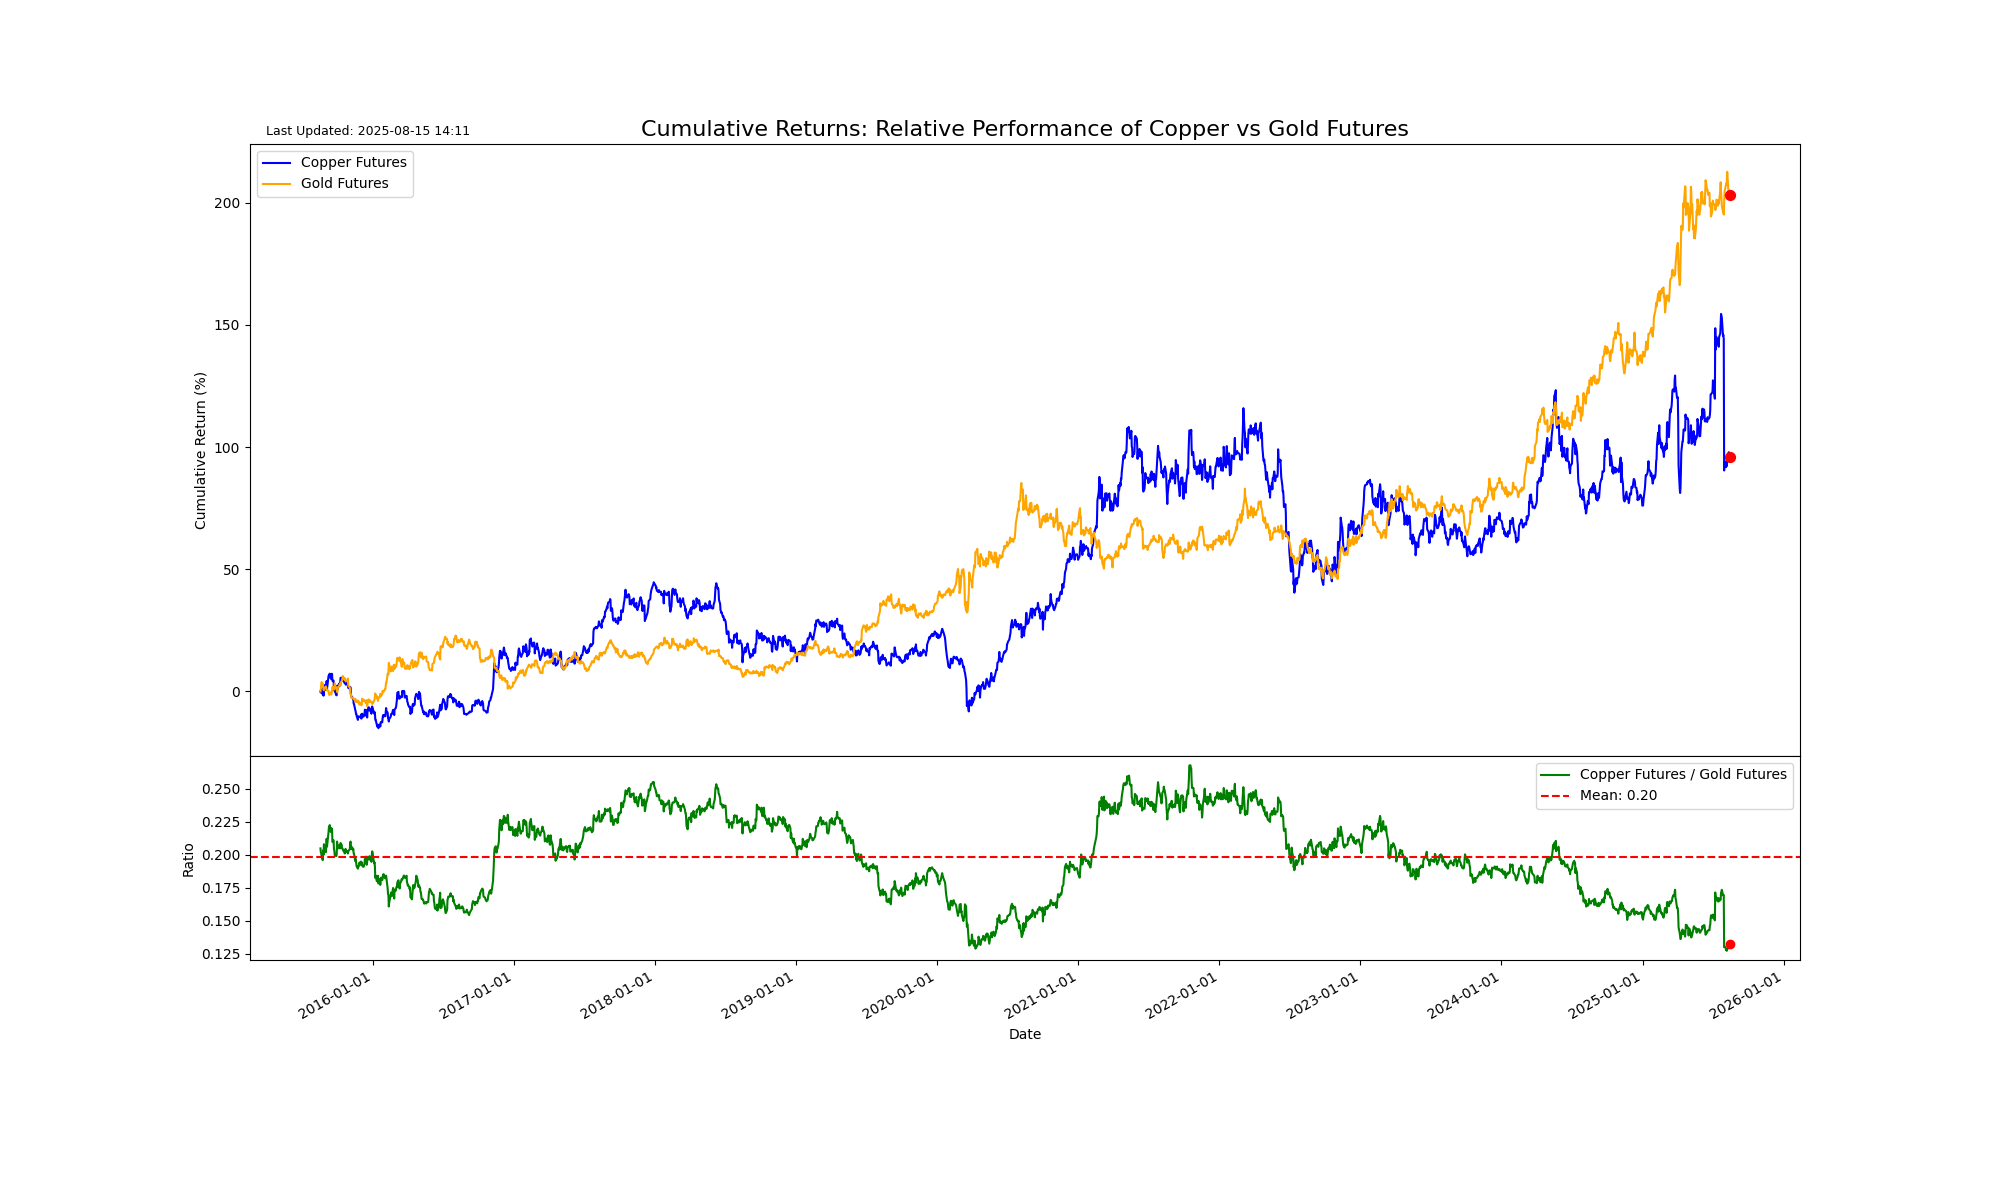 Last Updated: 2025-08-15 14:11
Cumulative Returns: Relative Performance of Copper vs Gold Futures
Copper Futures
Gold Futures
200
150
100
50
0
Cumulative Return (%)
Copper Futures / Gold Futures
Mean: 0.20
0.250
0.225
0.200
0.175
0.150
0.125
Ratio
2016-01-01
2017-01-01
2018-01-01
2019-01-01
2020-01-01
2021-01-01
2022-01-01
2023-01-01
2024-01-01
2025-01-01
2026-01-01
Date